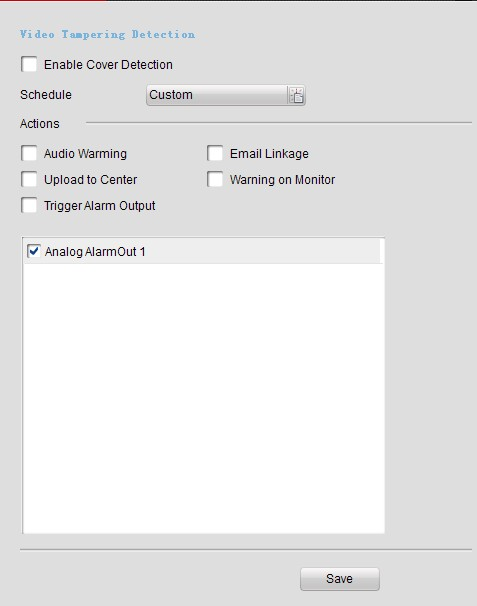 Video Tampering Detection
Enable Cover Detection
Schedule Custom
Actions
Audio Warming Email Linkage
Upload to Center Warning on Monitor
Trigger Alarm Output
Analog AlarmOut 1
Save